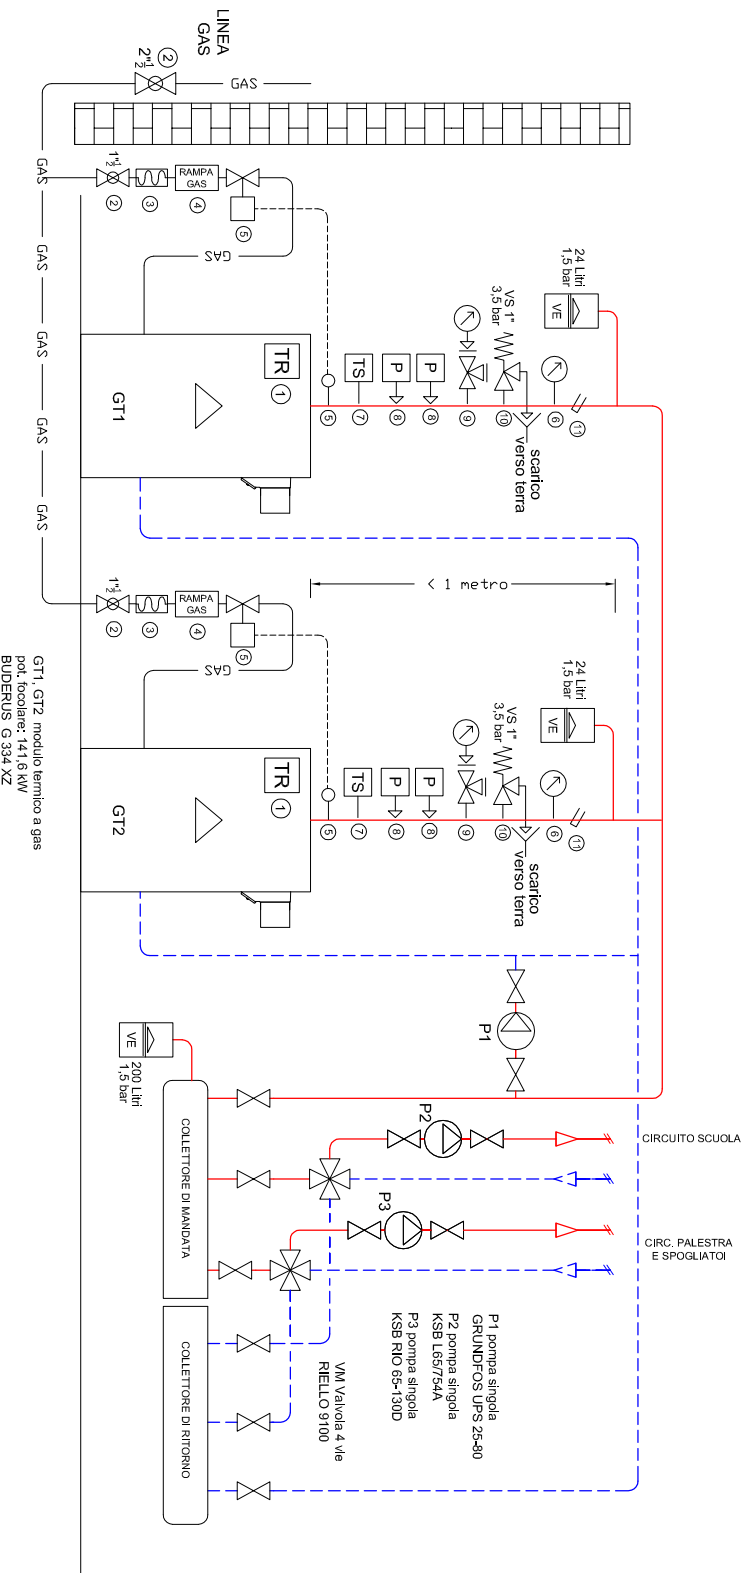 LINEA
GAS
2
2"½
GAS
GAS
GAS
GAS
GAS
GAS
1"½
2
3
RAMPA
GAS
4
5
GAS
TR
1
GT1
5
TS
7
P
8
P
8
9
VS 1"
3,5 bar
10
scarico
verso terra
6
11
24 Litri
1,5 bar
VE
< 1 metro
1"½
2
3
RAMPA
GAS
4
5
GAS
TR
1
GT2
5
TS
7
P
8
P
8
9
VS 1"
3,5 bar
10
scarico
verso terra
6
11
24 Litri
1,5 bar
VE
GT1, GT2 modulo termico a gas
pot. focolare: 141,6 kW
BUDERUS G 334 XZ
P1
VE
200 Litri
1,5 bar
COLLETTORE DI MANDATA
COLLETTORE DI RITORNO
P2
P3
CIRCUITO SCUOLA
CIRC. PALESTRA
E SPOGLIATOI
P1 pompa singola
GRUNDFOS UPS 25-80
P2 pompa singola
KSB L65/754A
P3 pompa singola
KSB RIO 65-130D
VM Valvola 4 vie
RIELLO 9100